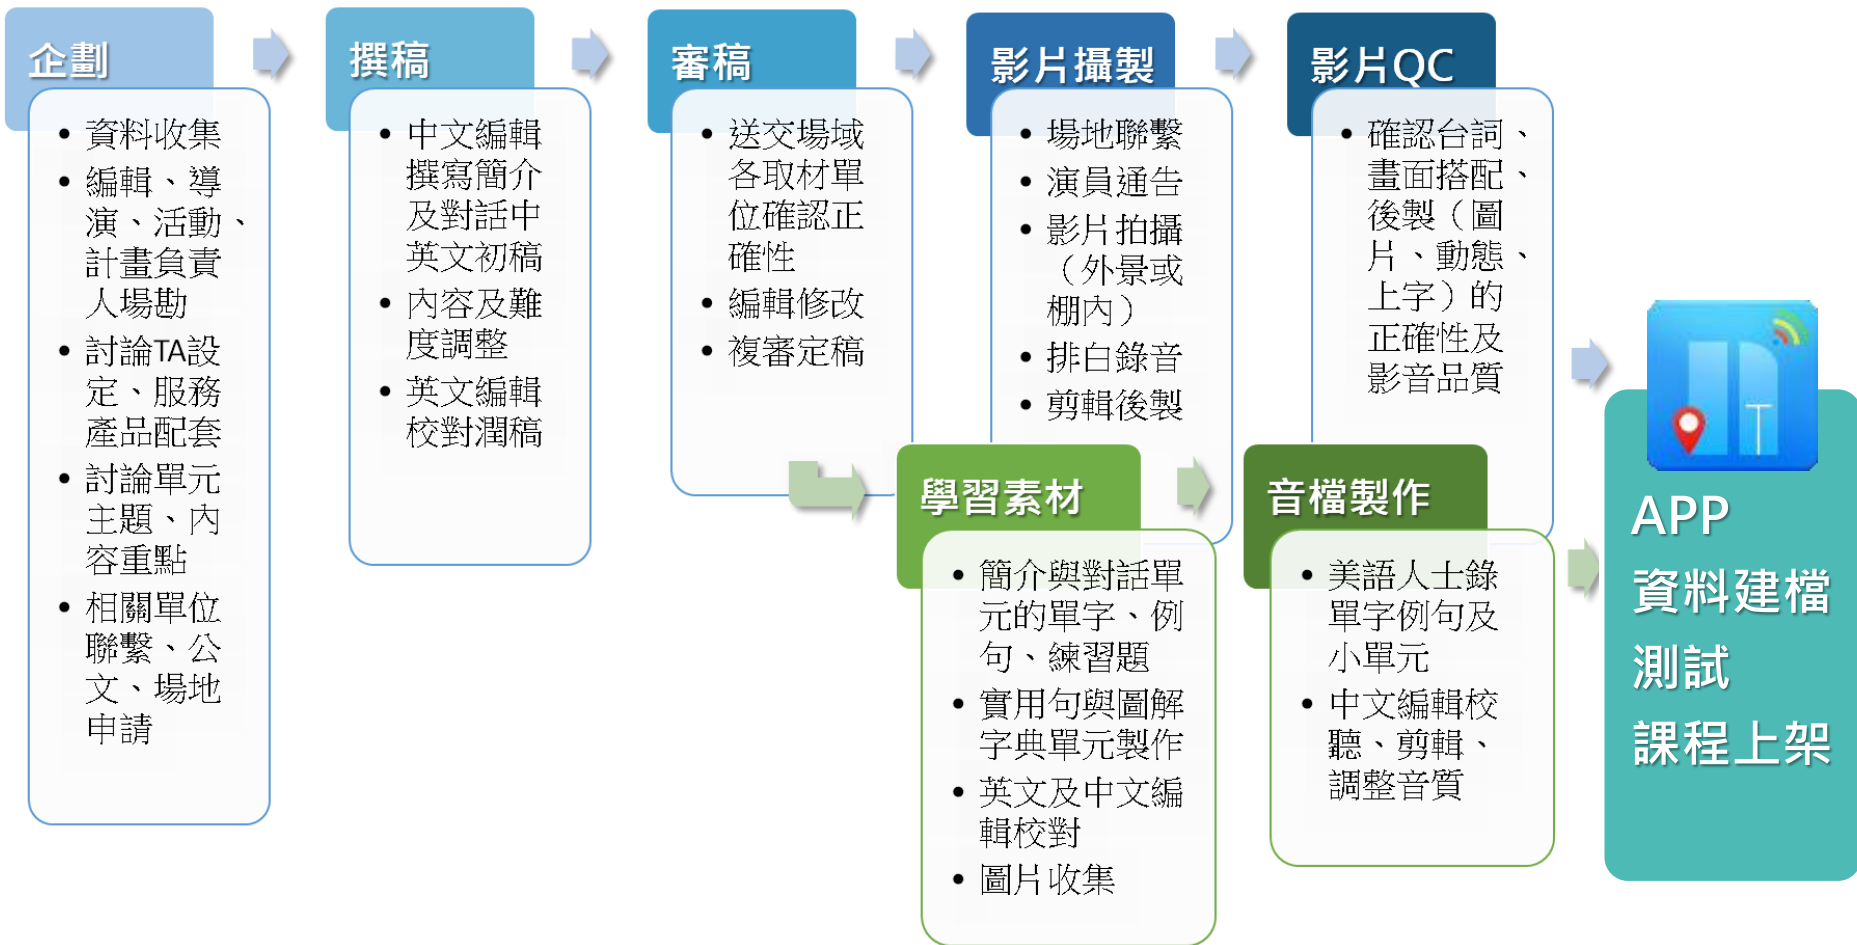 企劃
• 資料收集
• 編輯、導
演、活動、
計畫負責
人場勘
• 討論TA設
定、服務
產品配套
• 討論單元
主題、內
容重點
• 相關單位
聯繫、公
文、場地
申請
撰稿
• 中文編輯
撰寫簡介
及對話中
英文初稿
• 內容及難
度調整
• 英文編輯
校對潤稿
審稿
• 送交場域
各取材單
位確認正
確性
• 編輯修改
• 複審定稿
影片攝製
• 場地聯繫
• 演員通告
• 影片拍攝
（外景或
棚內）
• 排白錄音
• 剪輯後製
影片QC
• 確認台詞、
畫面搭配、
後製（圖
片、動態、
上字）的
正確性及
影音品質
學習素材
• 簡介與對話單
元的單字、例
句、練習題
• 實用句與圖解
字典單元製作
• 英文及中文編
輯校對
• 圖片收集
音檔製作
• 美語人士錄
單字例句及
小單元
• 中文編輯校
聽、剪輯、
調整音質
T
APP
資料建檔
測試
課程上架